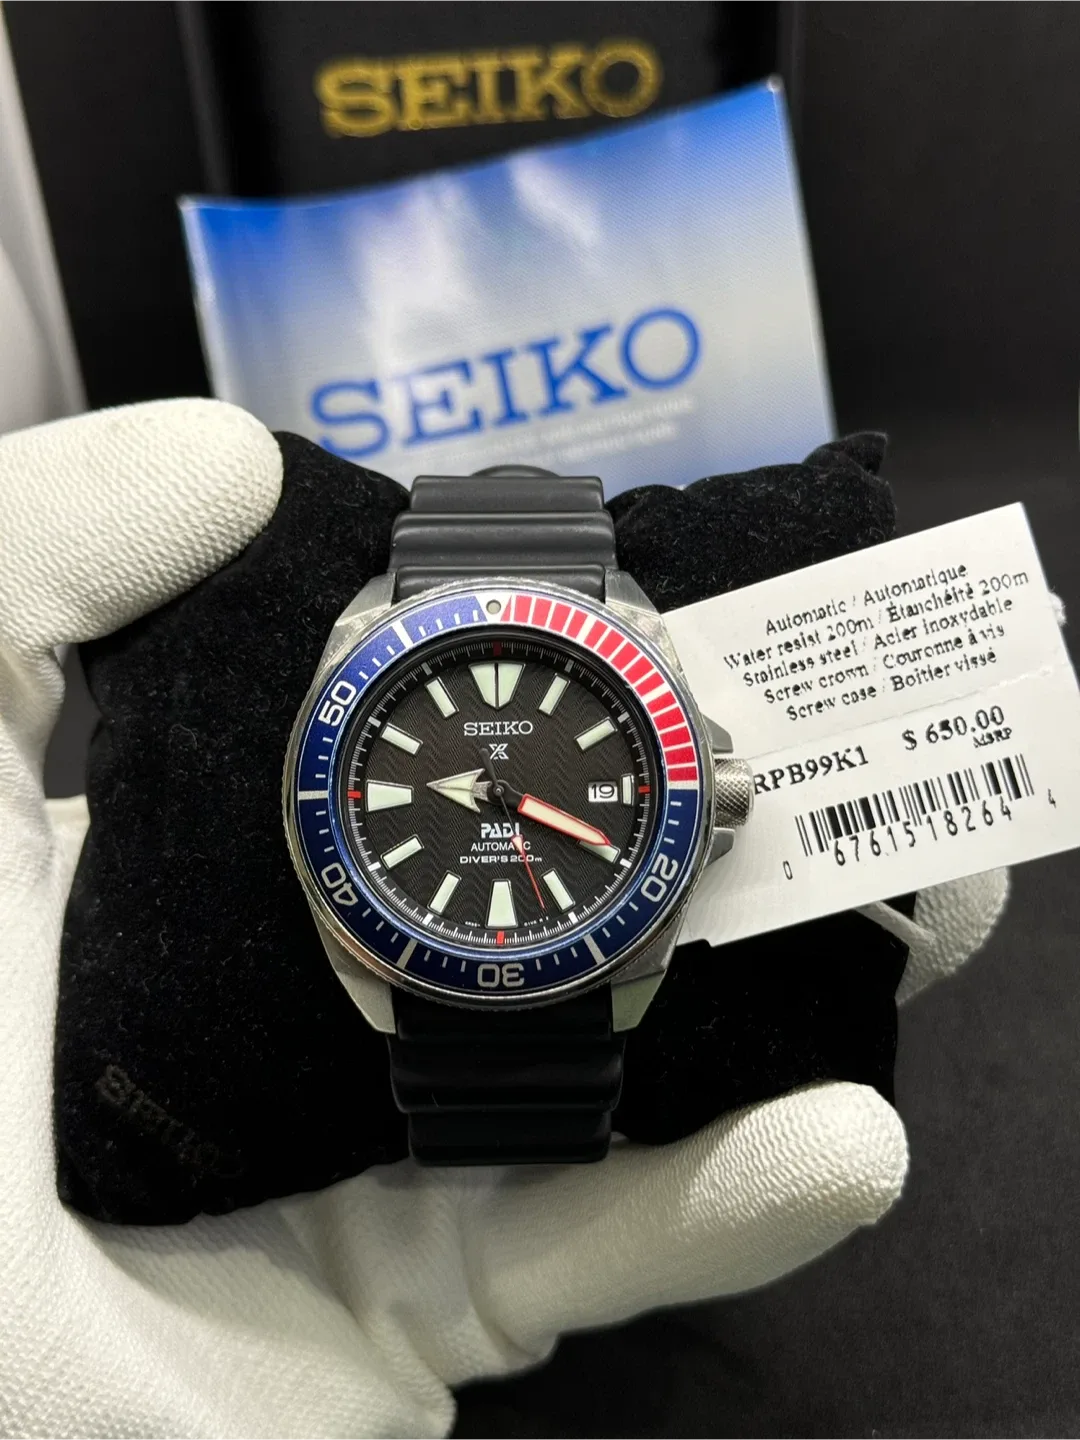 SEIKO
SEIKO
Automatic / Automatique
Water resist 200m / Étanchéité 200m
Stainless steel / Acier inoxydable
Screw crown / Couronne à vis
Screw case / Boîtier vissé
$ 650.00
MSRP
RPB99K1
0 67615 18264 4
50
40
30
20
SEIKO
X
19
PADI
AUTOMATIC
DIVER'S 200m
SEIKO